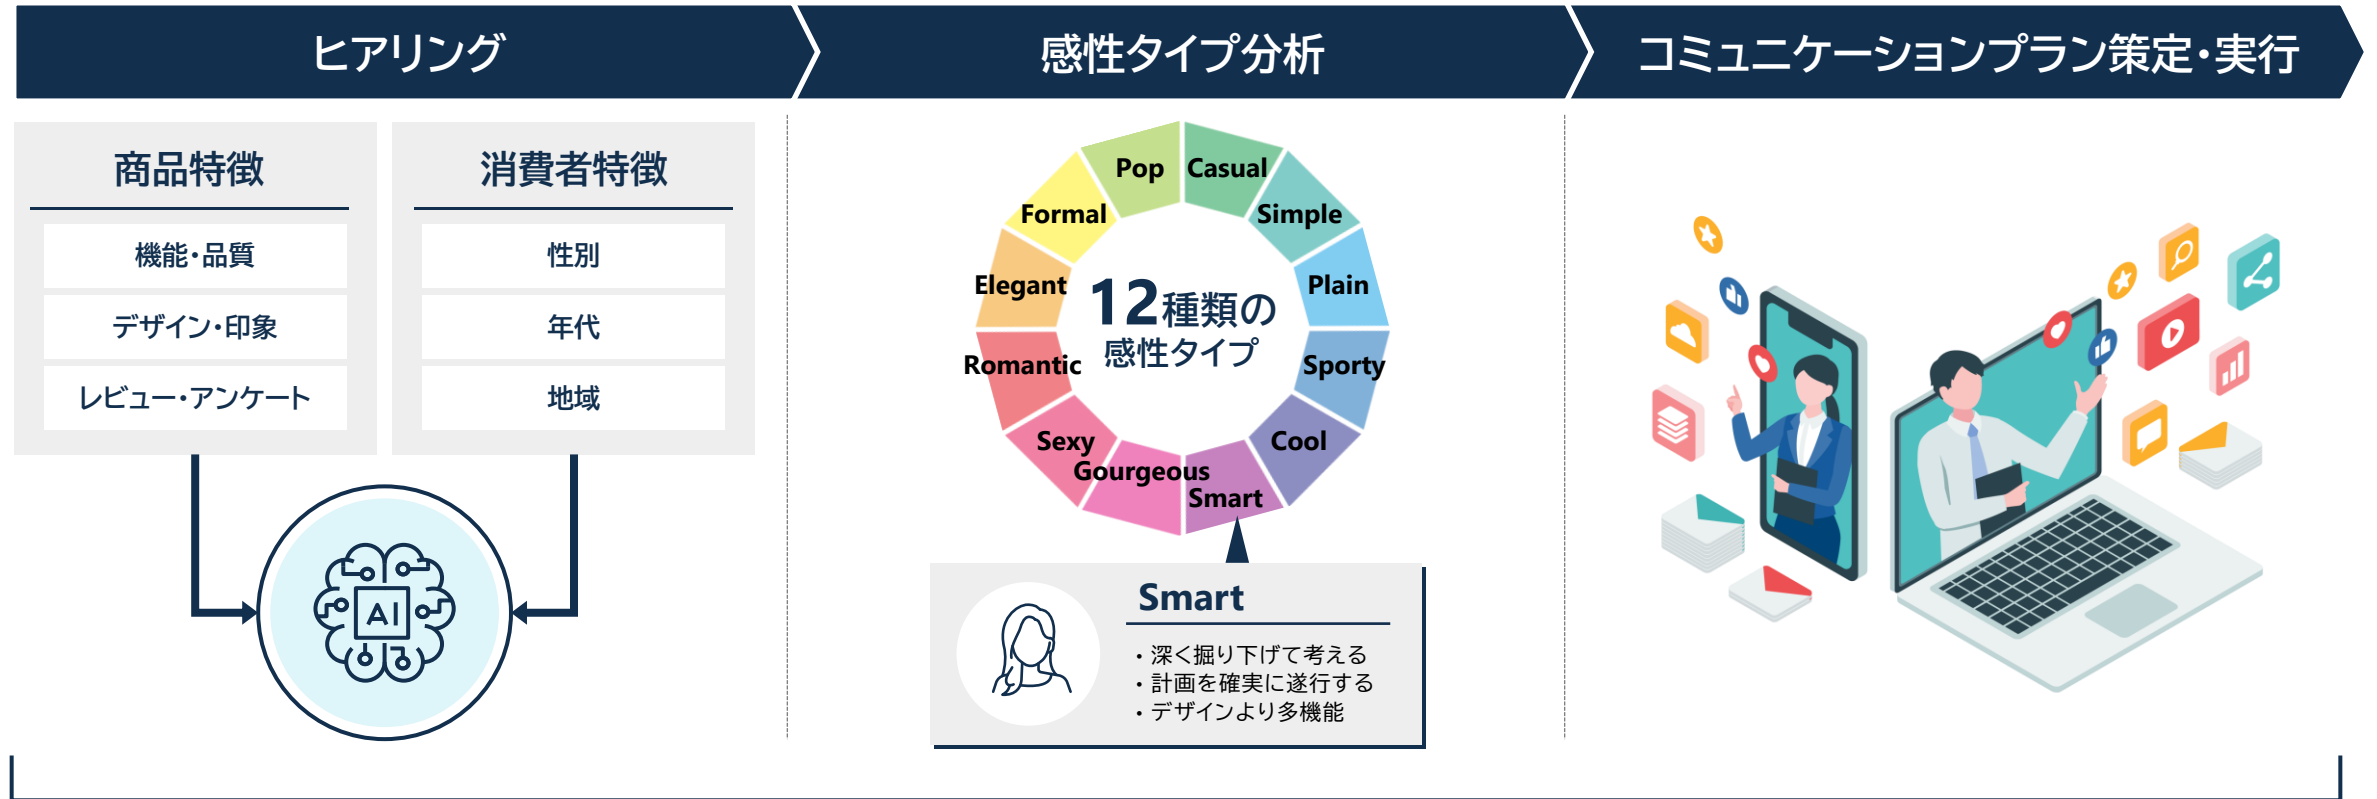 ヒアリング
感性タイプ分析
コミュニケーションプラン策定・実行
商品特徴
機能・品質
デザイン・印象
レビュー・アンケート
消費者特徴
性別
年代
地域
AI
Pop
Casual
Formal
Simple
Elegant
Plain
12種類の
感性タイプ
Romantic
Sporty
Sexy
Cool
Gourgeous
Smart
Smart
・深く掘り下げて考える
・計画を確実に遂行する
・デザインより多機能